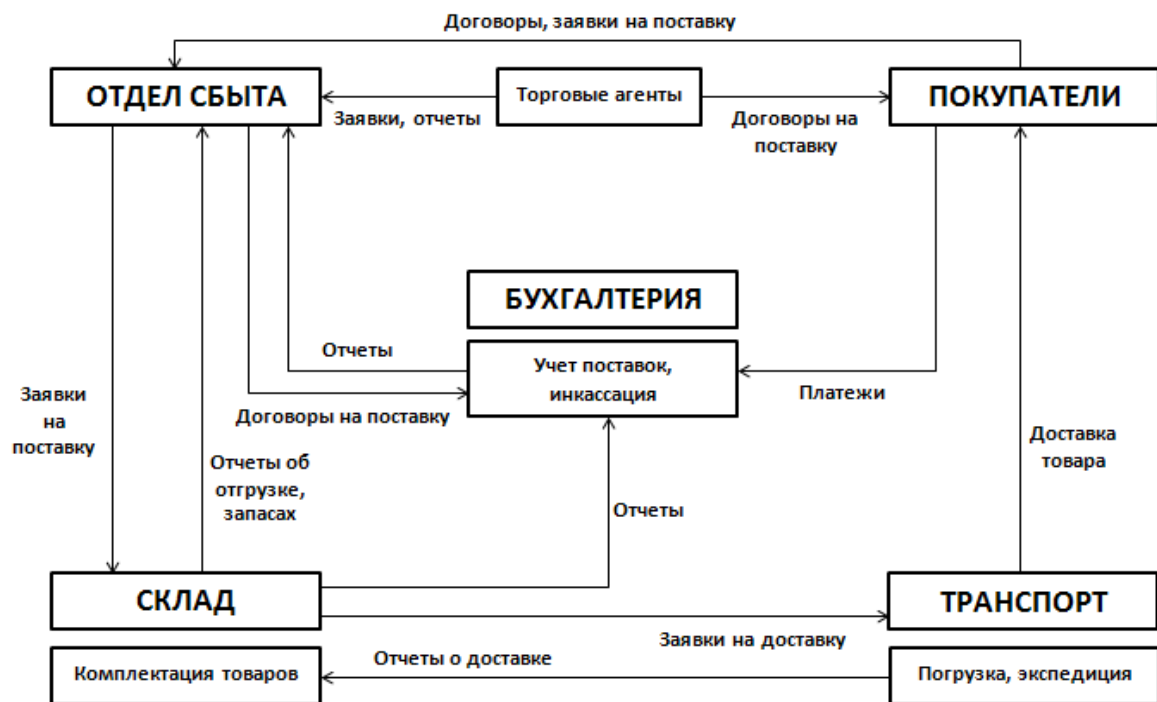 Договоры, заявки на поставку
ОТДЕЛ СБЫТА
Торговые агенты
ПОКУПАТЕЛИ
Заявки, отчеты
Договоры на
поставку
БУХГАЛТЕРИЯ
Отчеты
Учет поставок,
инкассация
Платежи
Заявки
на
поставку
Договоры на поставку
Отчеты об
отгрузке,
запасах
Доставка
товара
Отчеты
СКЛАД
ТРАНСПОРТ
Заявки на доставку
Комплектация товаров
Отчеты о доставке
Погрузка, экспедиция